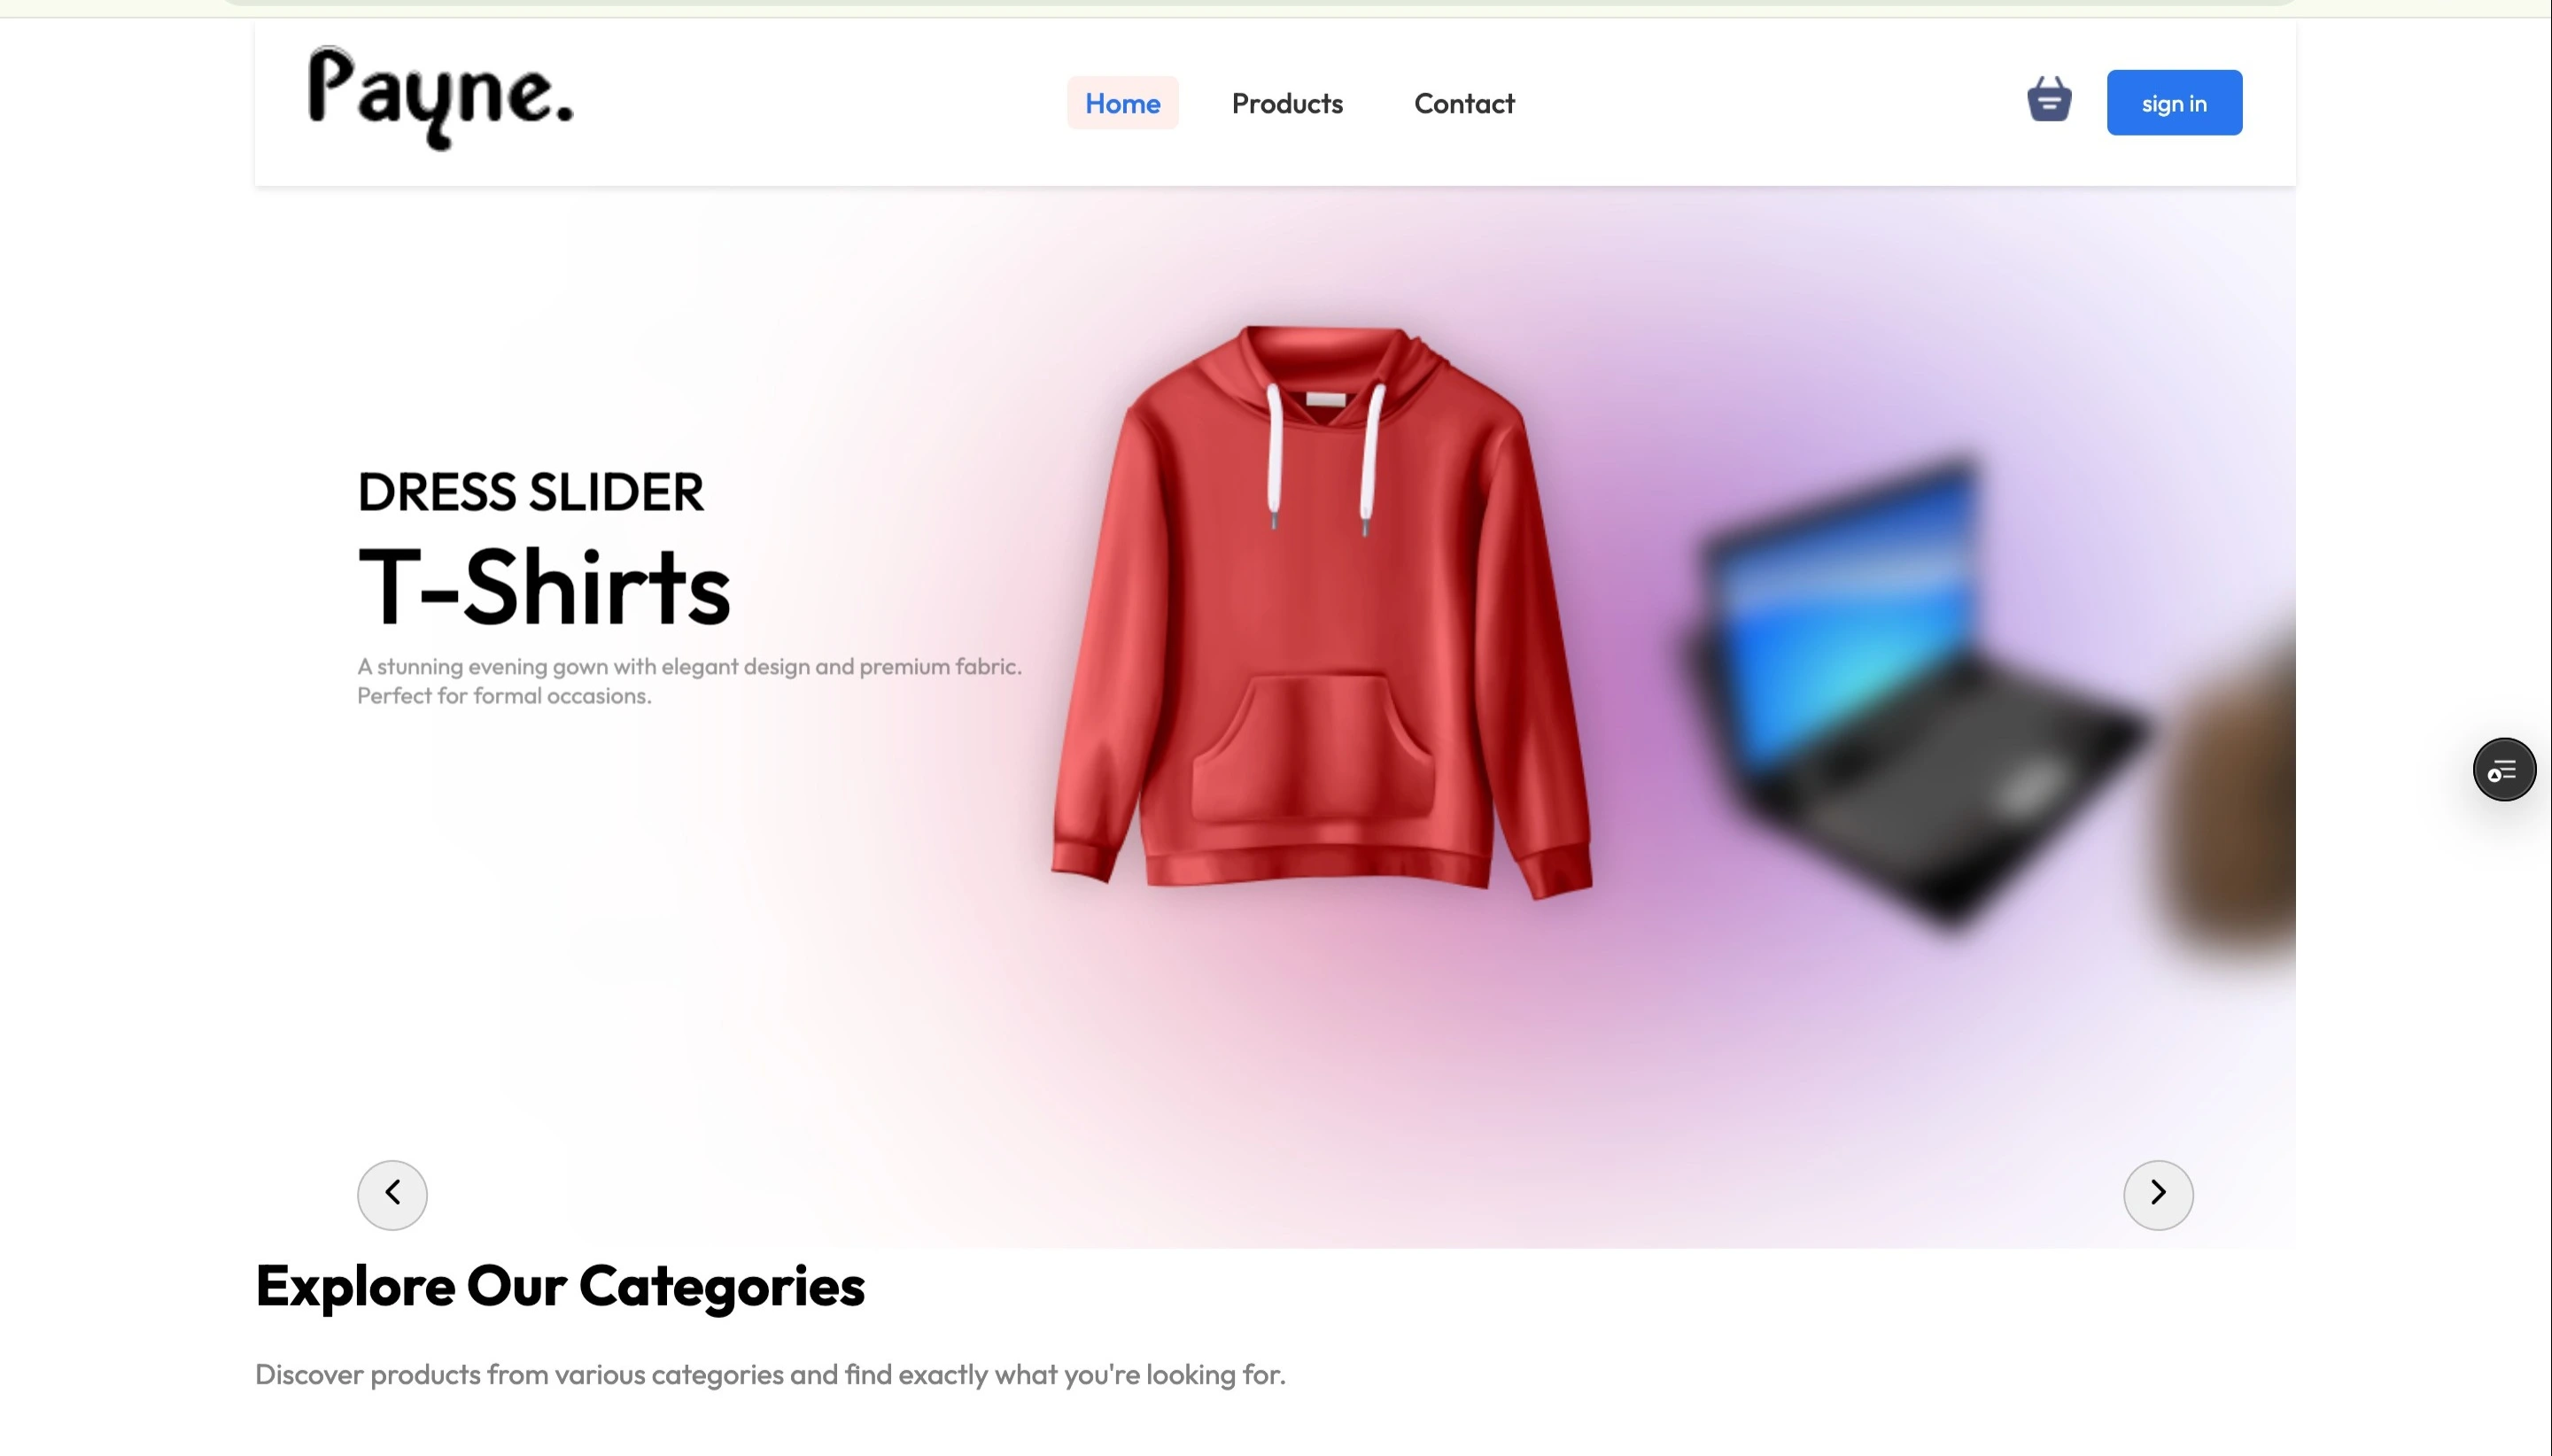 Payne.
Home
Products
Contact
sign in
DRESS SLIDER
T-Shirts
A stunning evening gown with elegant design and premium fabric.
Perfect for formal occasions.
Explore Our Categories
Discover products from various categories and find exactly what you're looking for.